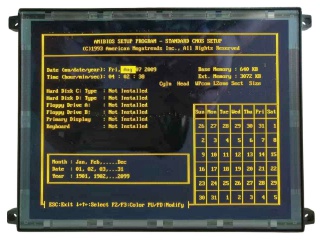 AMIBIOS SETUP PROGRAM - STANDARD CMOS SETUP
(C)1993 American Megatrends Inc., All Rights Reserved
Date (mn/date/year): Fri, Aug 07 2009
Base Memory : 640 KB
Time (hour/min/sec): 04 : 02 : 38
Ext. Memory : 3072 KB
Cyln Head WPcom LZone Sect Size
Hard Disk C: Type : Not Installed
Hard Disk D: Type : Not Installed
Floppy Drive A: : Not Installed
Floppy Drive B: : Not Installed
Primary Display : Not Installed
Keyboard : Not Installed
Sun Mon Tue Wed Thu Fri Sat
26 27 28 29 30 31 1
2 3 4 5 6 7 8
9 10 11 12 13 14 15
16 17 18 19 20 21 22
23 24 25 26 27 28 29
30 31 1 2 3 4 5
Month : Jan, Feb,.....Dec
Date : 01, 02, 03,...31
Year : 1901, 1902,...2099
ESC:Exit ↓→↑←:Select F2/F3:Color PU/PD:Modify